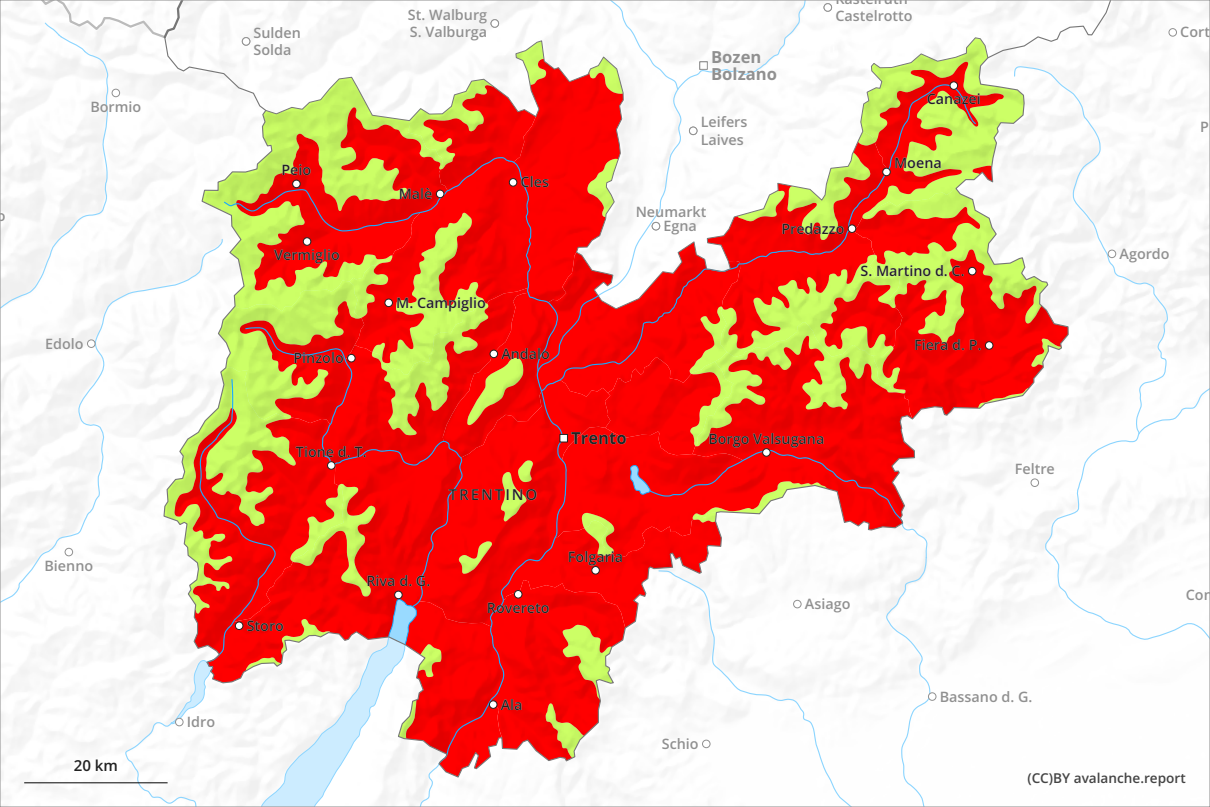 Kastelruth
Castelrotto
St. Walburg
S. Valburga
Sulden
Solda
Cort
Bozen
Bolzano
Bormio
Canazei
Leifers
Laives
P
Moena
Peio
Malè
Cles
Neumarkt
Egna
Predazzo
Agordo
Vermiglio
S. Martino d. C.
M. Campiglio
Edolo
Pinzolo
Andalo
Fiera d. P.
Trento
Borgo Valsugana
Tione d. T.
Feltre
TRENTINO
Bienno
Folgaria
Riva d. G.
Rovereto
Asiago
Cor
Storo
Bassano d. G.
Ala
Idro
Schio
20 km
(CC)BY avalanche.report